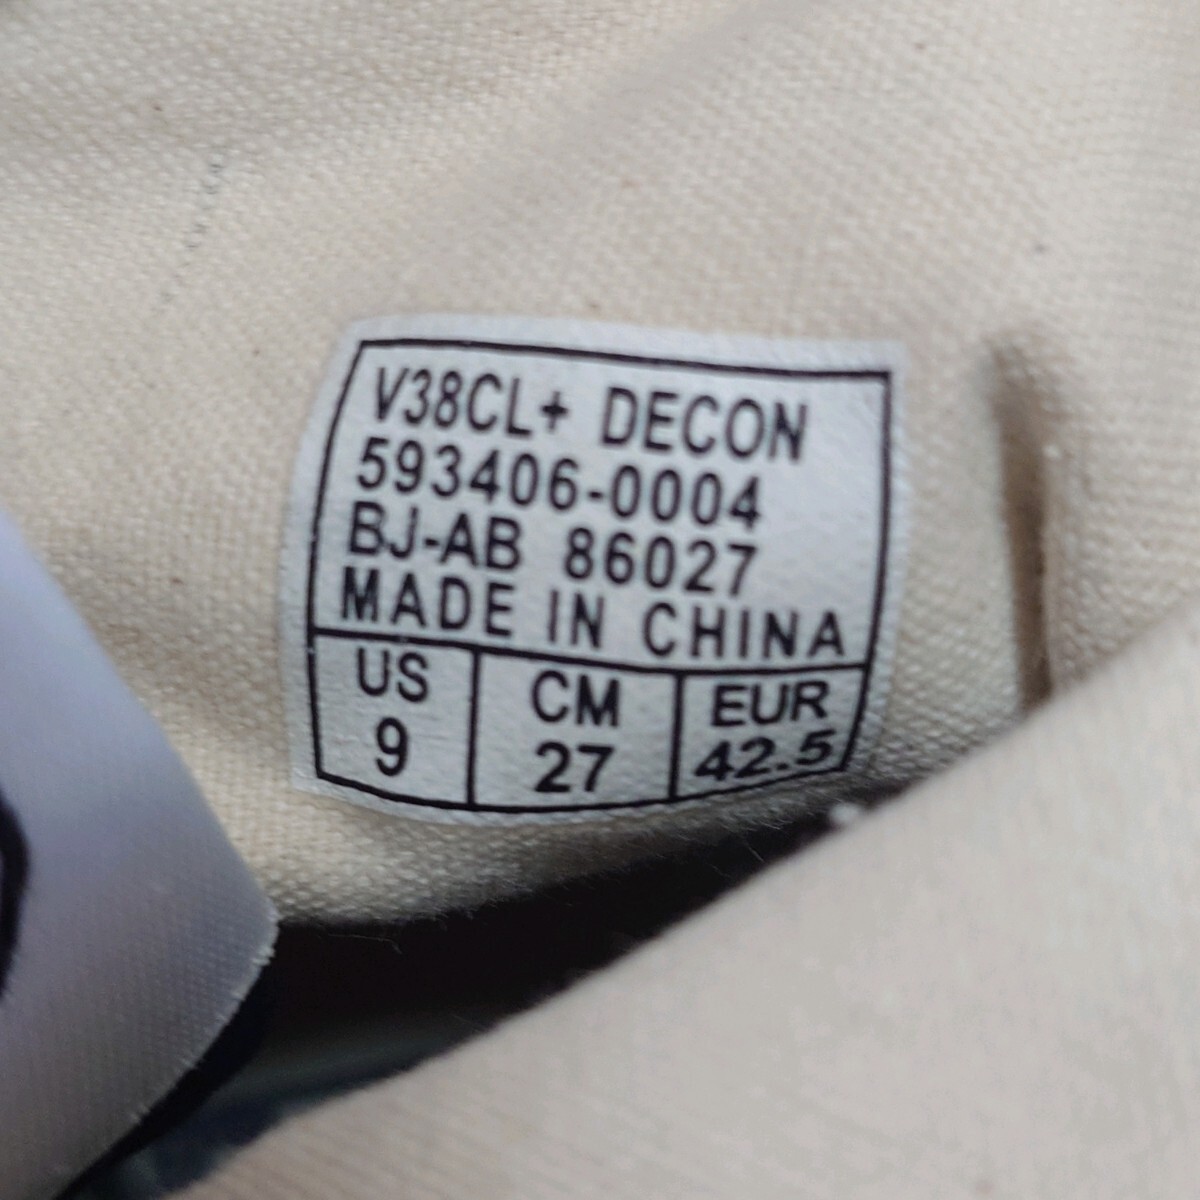 V38CL+ DECON
593406-0004
BJ-AB 86027
MADE IN CHINA
US CM EUR
9 27 42.5